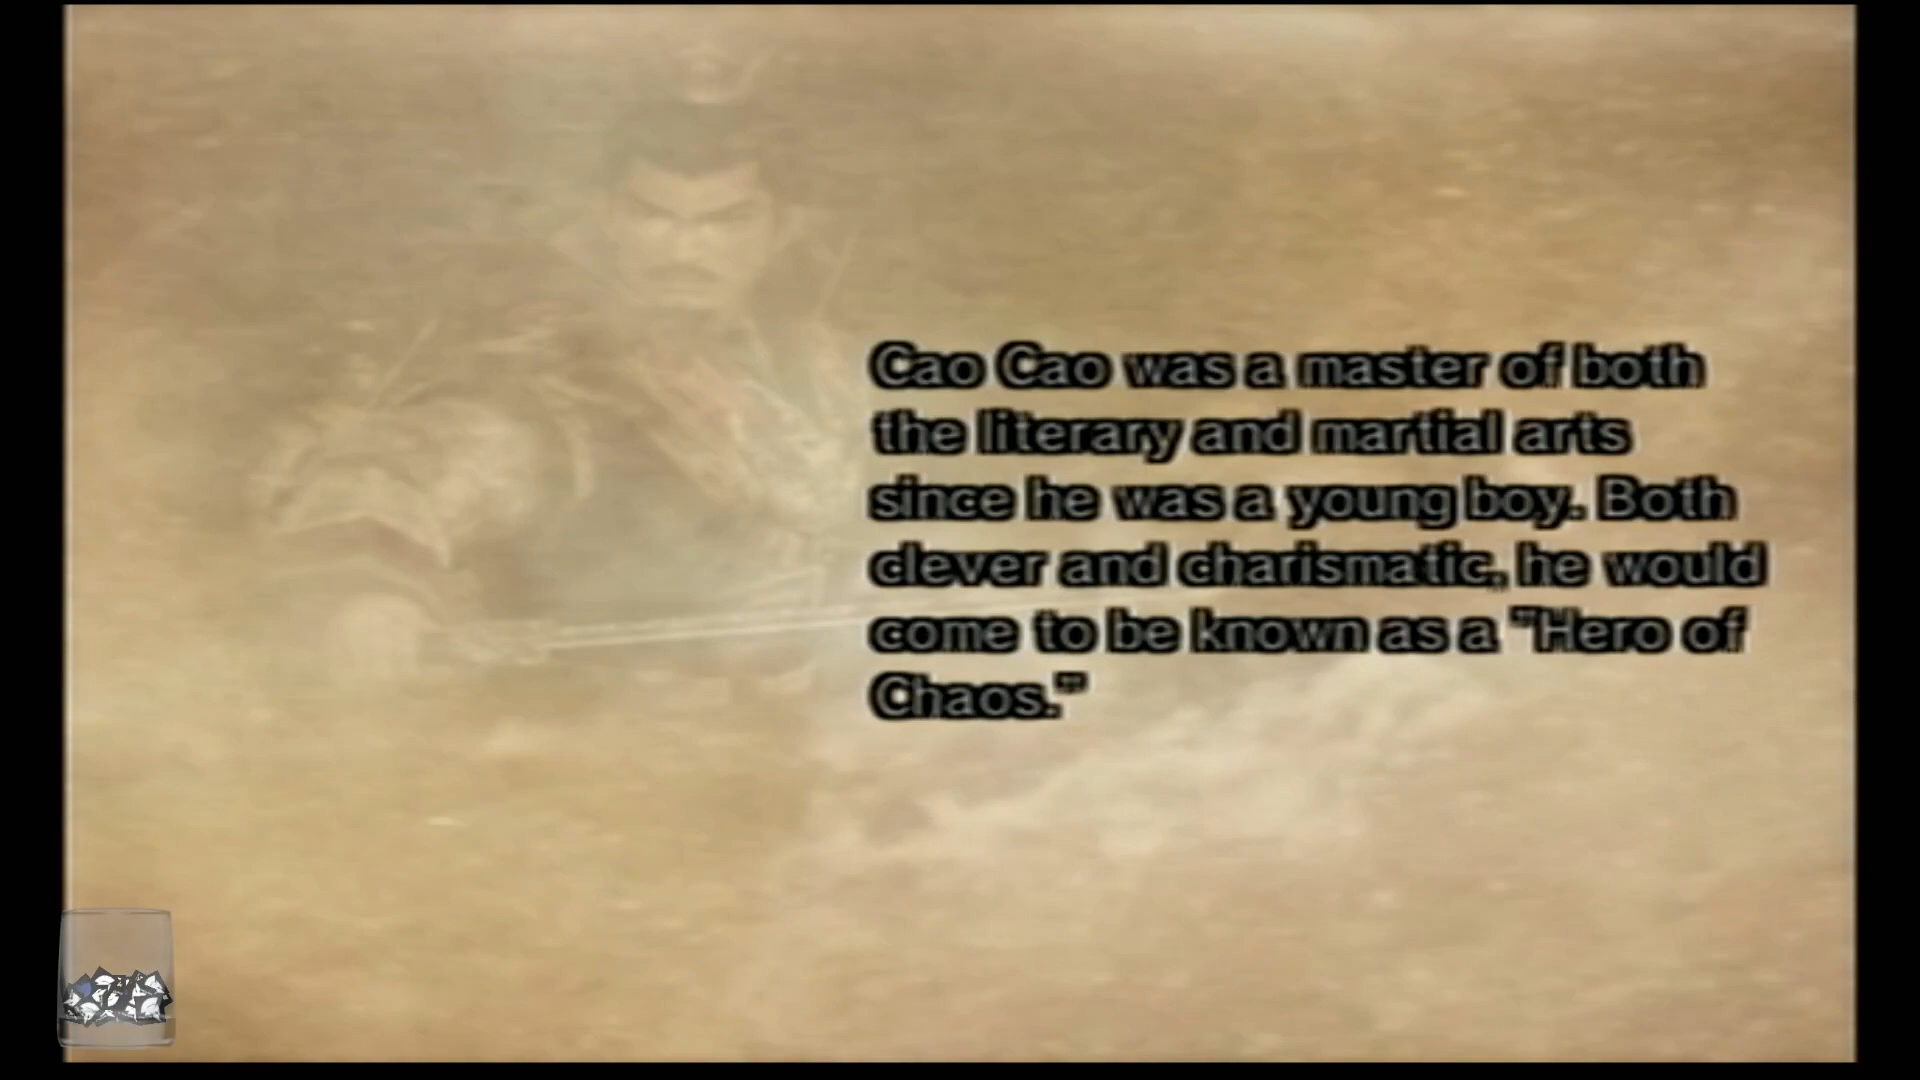 Cao Cao was a master of both
the literary and martial arts
since he was a young boy. Both
clever and charismatic, he would
come to be known as a "Hero of
Chaos."